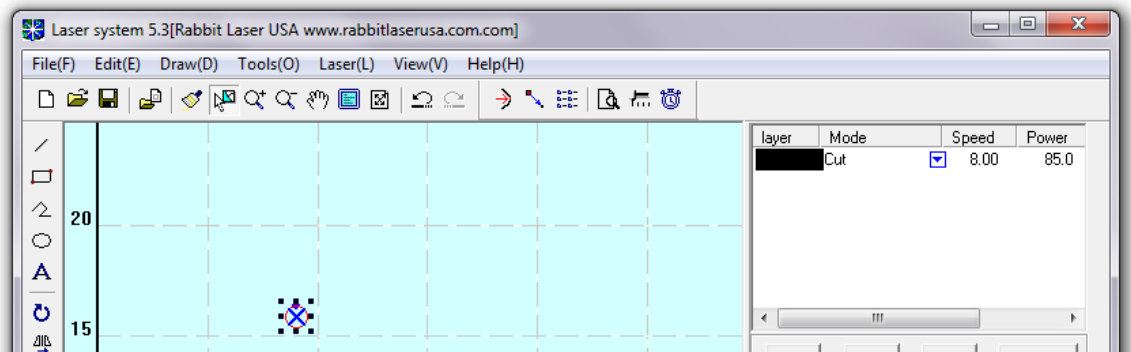 Laser system 5.3[Rabbit Laser USA www.rabbitlaserusa.com.com]
File(F) Edit(E) Draw(D) Tools(O) Laser(L) View(V) Help(H)
layer Mode Speed Power
Cut 8.00 85.0
A
20
15